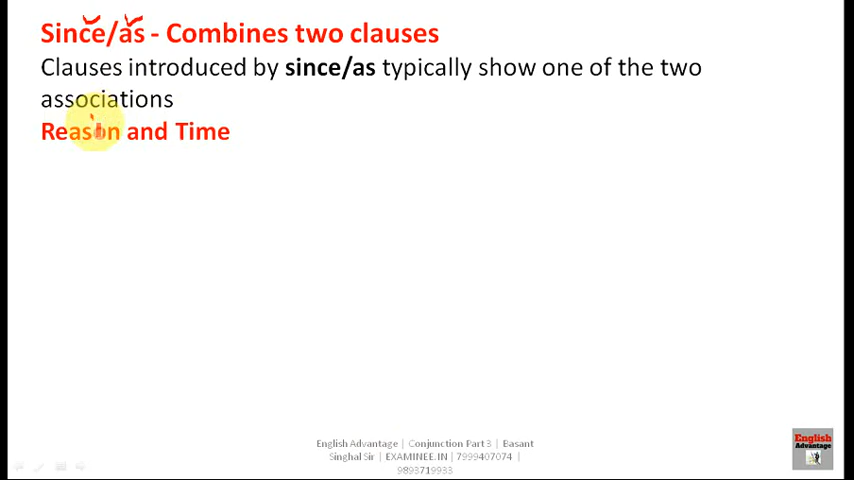 Since/as - Combines two clauses
Clauses introduced by since/as typically show one of the two
associations
Reason and Time
English Advantage | Conjunction Part 3 | Basant
Singhal Sir | EXAMINEE.IN | 7999407074 |
9893719933
English
Advantage